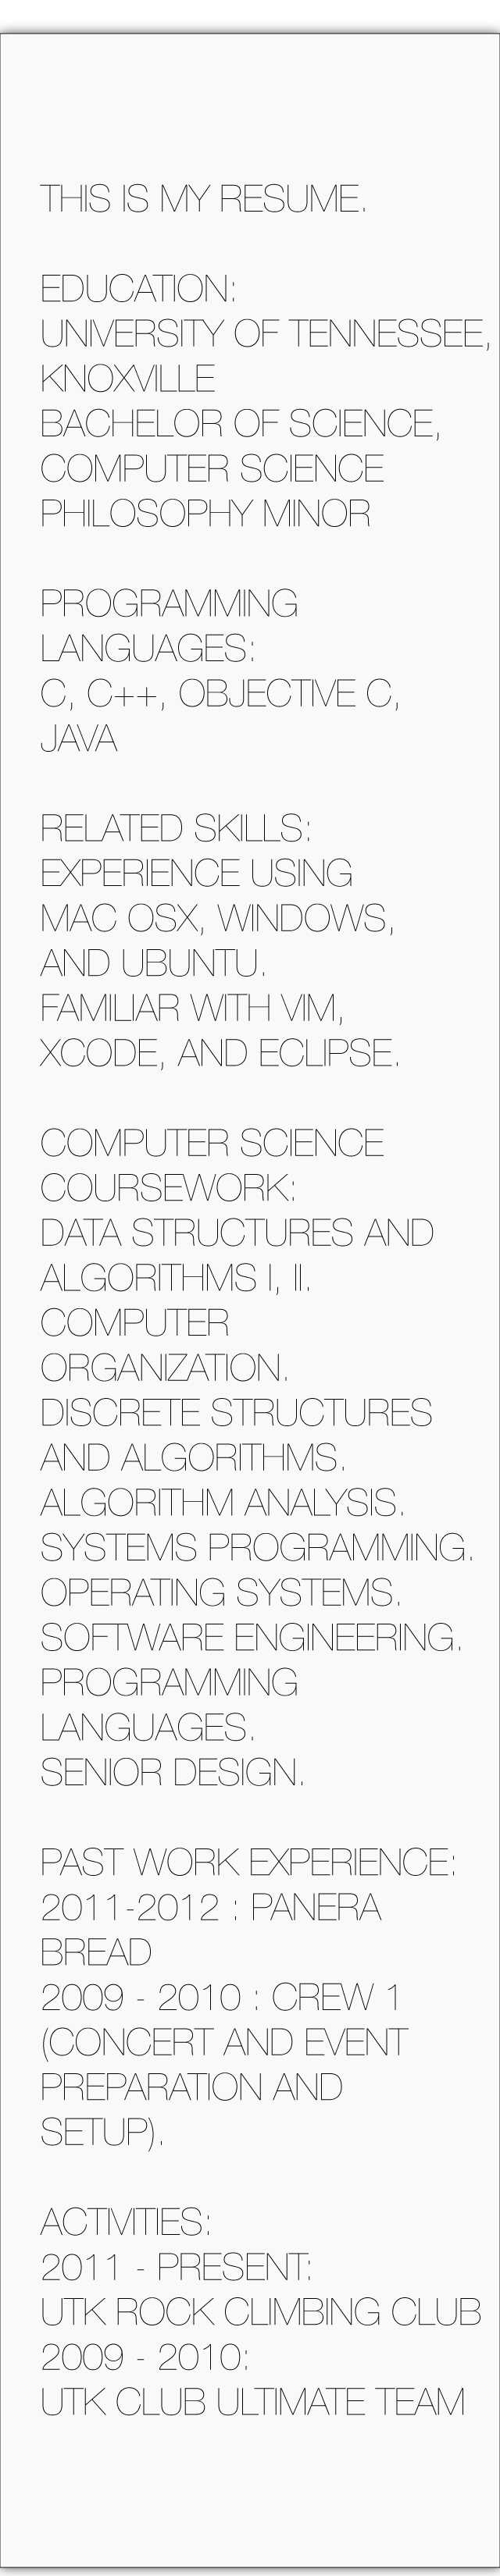 THIS IS MY RESUME.
EDUCATION:
UNIVERSITY OF TENNESSEE,
KNOXVILLE
BACHELOR OF SCIENCE,
COMPUTER SCIENCE
PHILOSOPHY MINOR
PROGRAMMING
LANGUAGES:
C, C++, OBJECTIVE C,
JAVA
RELATED SKILLS:
EXPERIENCE USING
MAC OSX, WINDOWS,
AND UBUNTU.
FAMILIAR WITH VIM,
XCODE, AND ECLIPSE.
COMPUTER SCIENCE
COURSEWORK:
DATA STRUCTURES AND
ALGORITHMS I, II.
COMPUTER
ORGANIZATION.
DISCRETE STRUCTURES
AND ALGORITHMS.
ALGORITHM ANALYSIS.
SYSTEMS PROGRAMMING.
OPERATING SYSTEMS.
SOFTWARE ENGINEERING.
PROGRAMMING
LANGUAGES.
SENIOR DESIGN.
PAST WORK EXPERIENCE:
2011-2012 : PANERA
BREAD
2009 - 2010 : CREW 1
(CONCERT AND EVENT
PREPARATION AND
SETUP).
ACTIVITIES:
2011 - PRESENT:
UTK ROCK CLIMBING CLUB
2009 - 2010:
UTK CLUB ULTIMATE TEAM